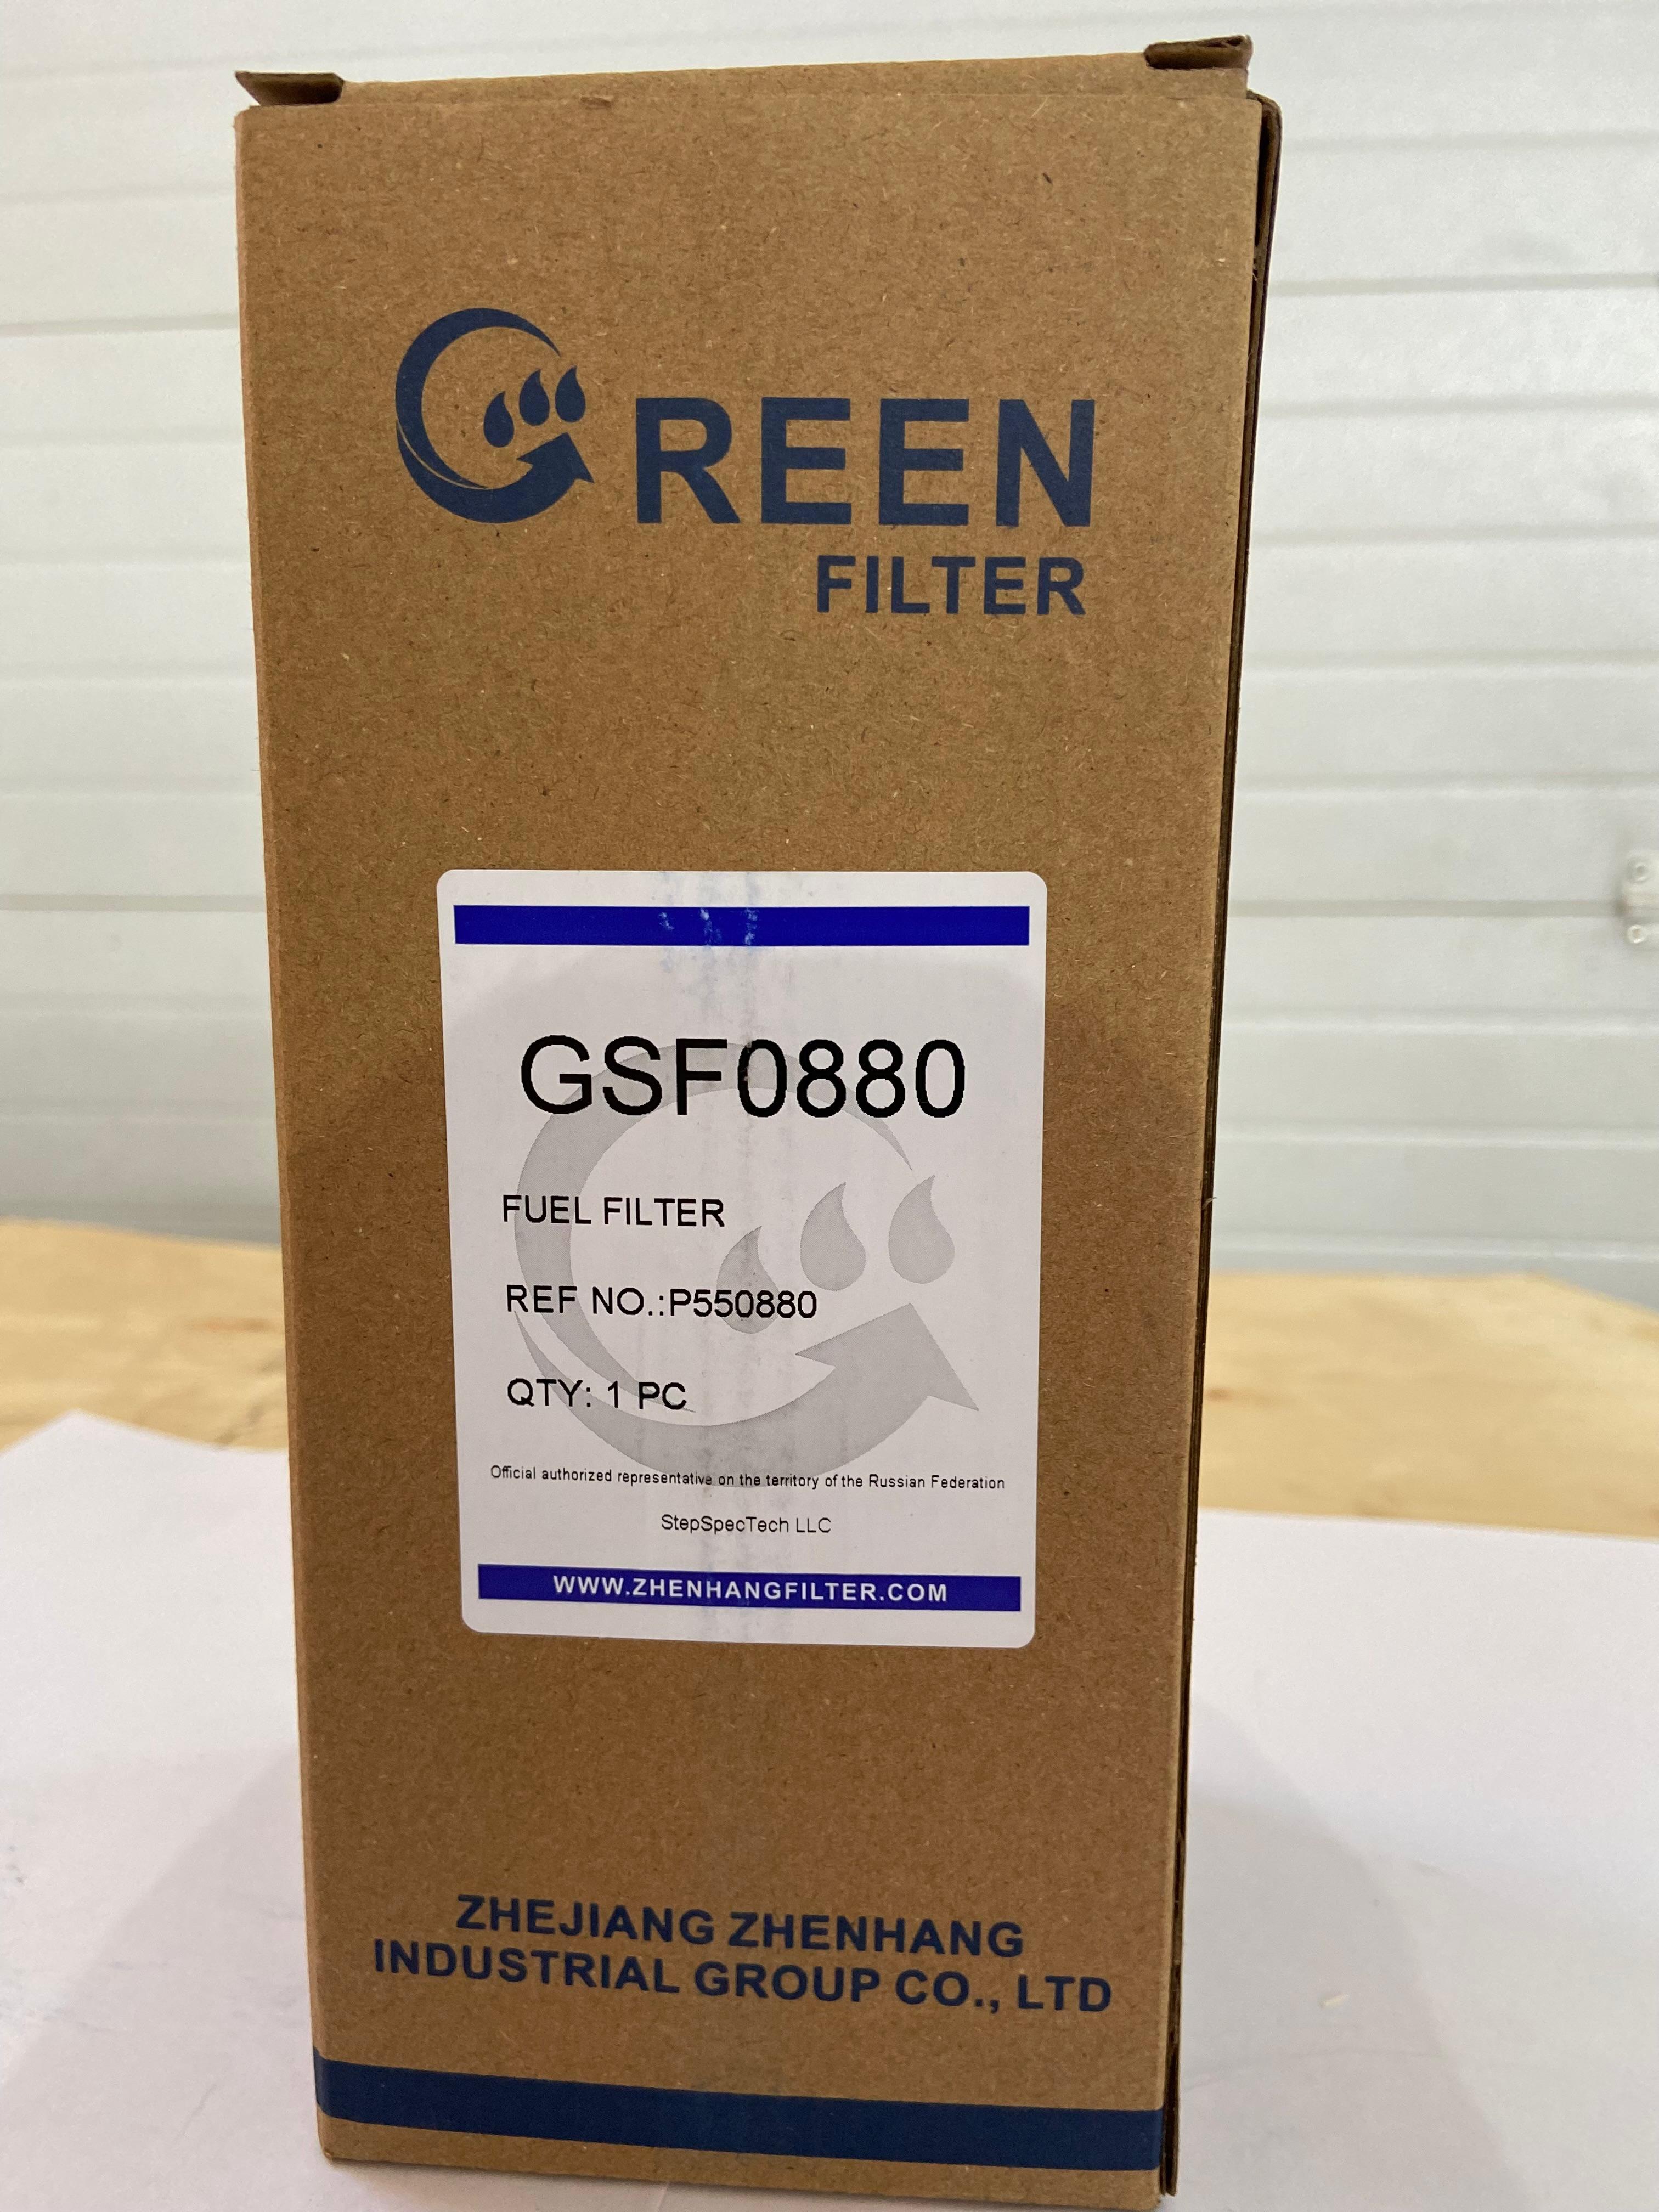 GREEN
FILTER
GSF0880
FUEL FILTER
REF NO.:P550880
QTY: 1 PC
Official authorized representative on the territory of the Russian Federation
StepSpecTech LLC
WWW.ZHENHANGFILTER.COM
ZHEJIANG ZHENHANG
INDUSTRIAL GROUP CO., LTD